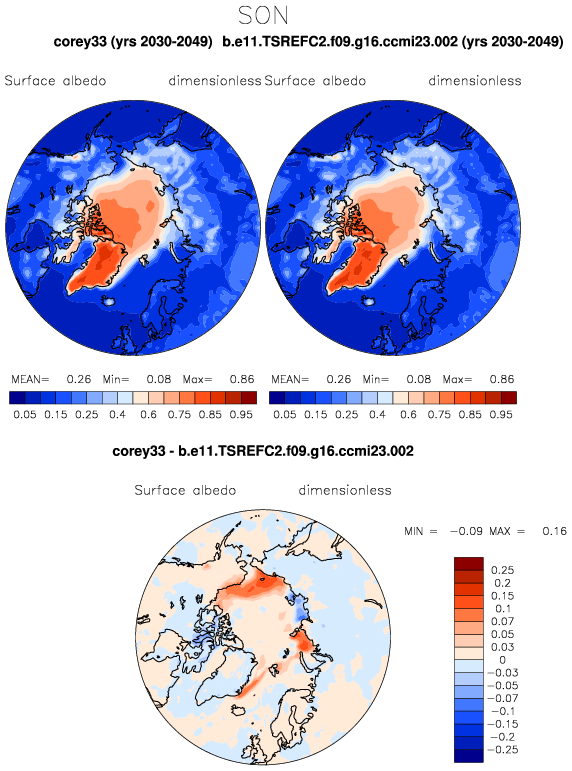 SON
corey33 (yrs 2030-2049) b.e11.TSREFC2.f09.g16.ccmi23.002 (yrs 2030-2049)
Surface albedo dimensionless Surface albedo dimensionless
MEAN= 0.26 Min= 0.08 Max= 0.86 MEAN= 0.26 Min= 0.08 Max= 0.86
0.05 0.15 0.25 0.4 0.6 0.75 0.85 0.95 0.05 0.15 0.25 0.4 0.6 0.75 0.85 0.95
corey33 - b.e11.TSREFC2.f09.g16.ccmi23.002
Surface albedo dimensionless
MIN = -0.09 MAX = 0.16
0.25
0.2
0.15
0.1
0.07
0.05
0.03
0
-0.03
-0.05
-0.07
-0.1
-0.15
-0.2
-0.25